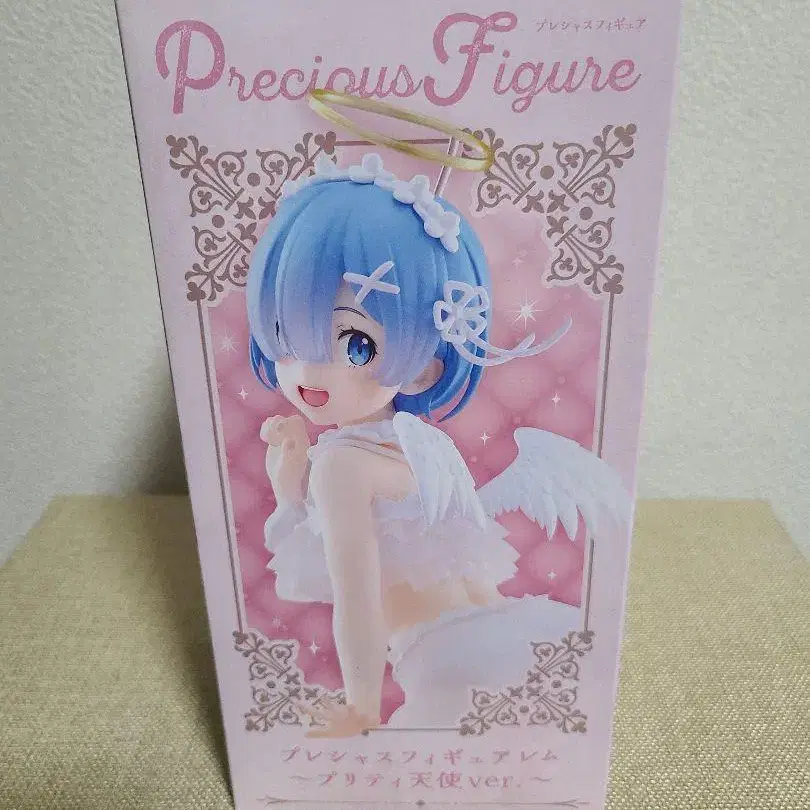 プレシャスフィギュア
Precious Figure
プレシャスフィギュアレム
～プリティ天使ver.～